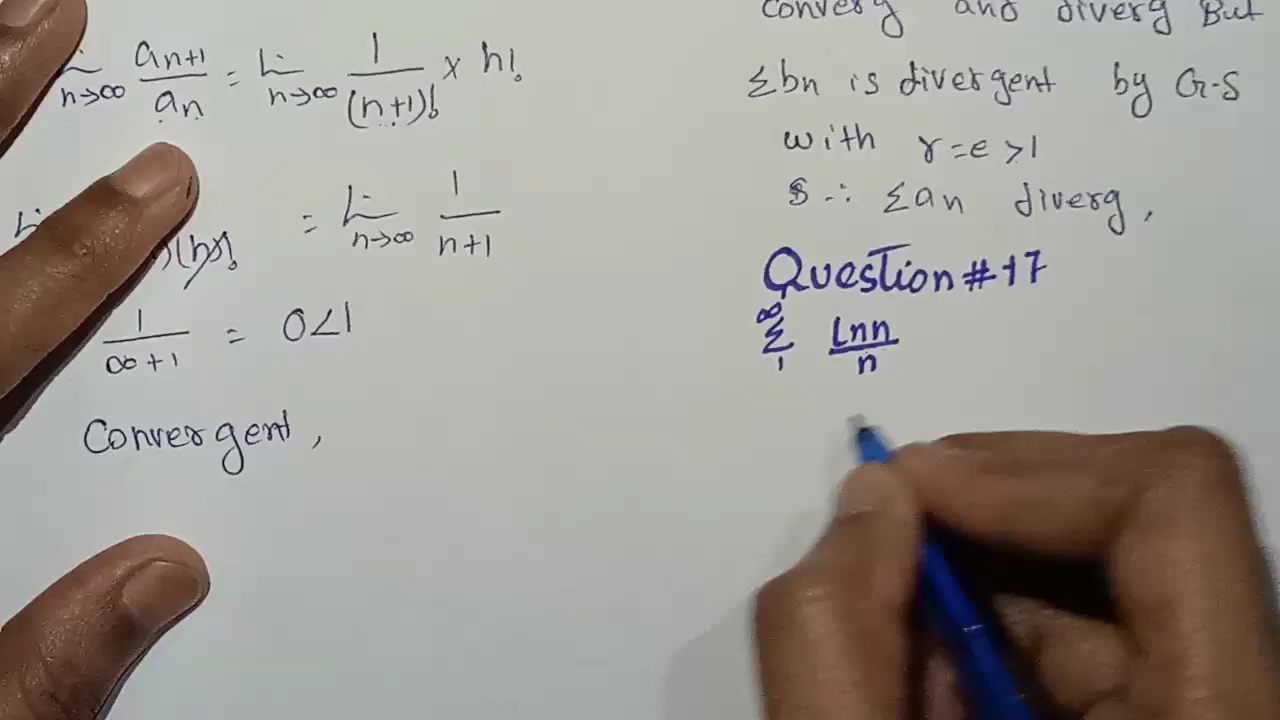 lim n→∞ an+1/an = lim n→∞ 1/(n+1)! × n!
= lim n→∞ 1/n+1
1/∞+1 = 0<1
Convergent,
converg and diverg But
Σbn is divergent by G-S
with r=e>1
∴ Σan diverg,
Question#17
∞ Σ 1 Lnn/n